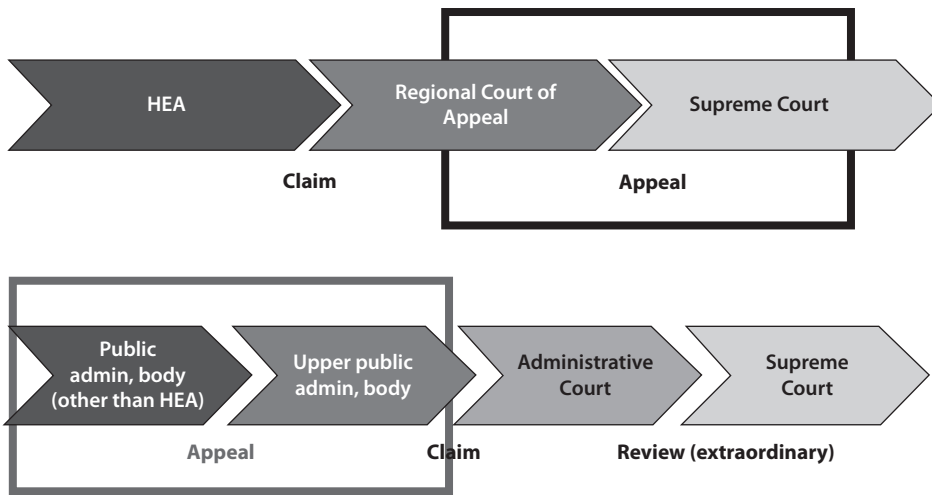 HEA
Regional Court of
Appeal
Supreme Court
Claim
Appeal
Public
admin, body
(other than HEA)
Upper public
admin, body
Administrative
Court
Supreme
Court
Appeal
Claim
Review (extraordinary)